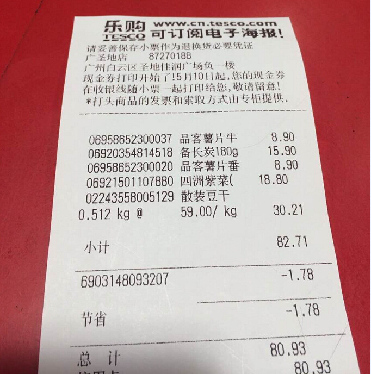 乐购 www.cn.tesco.com
TESCO 可订阅电子海报!
请妥善保存小票作为退换货必要凭证
广圣地店 87270188
广州白云区圣地佳润广场负一楼
现金券打印开始了!5月10日起,您的现金券
在收银线随小票一起打印给您,敬请留意!
*打头商品的发票和索取方式由专柜提供.
06958652300037 品客薯片牛 8.90
06920354814518 备长炭180g 15.90
06958652300020 品客薯片番 8.90
06921501107880 四洲紫菜( 18.80
02243558005129 散装豆干
0.512 kg @ 59.00/ kg 30.21
小计 82.71
6903148093207 -1.78
节省 -1.78
总 计 80.93
80.93